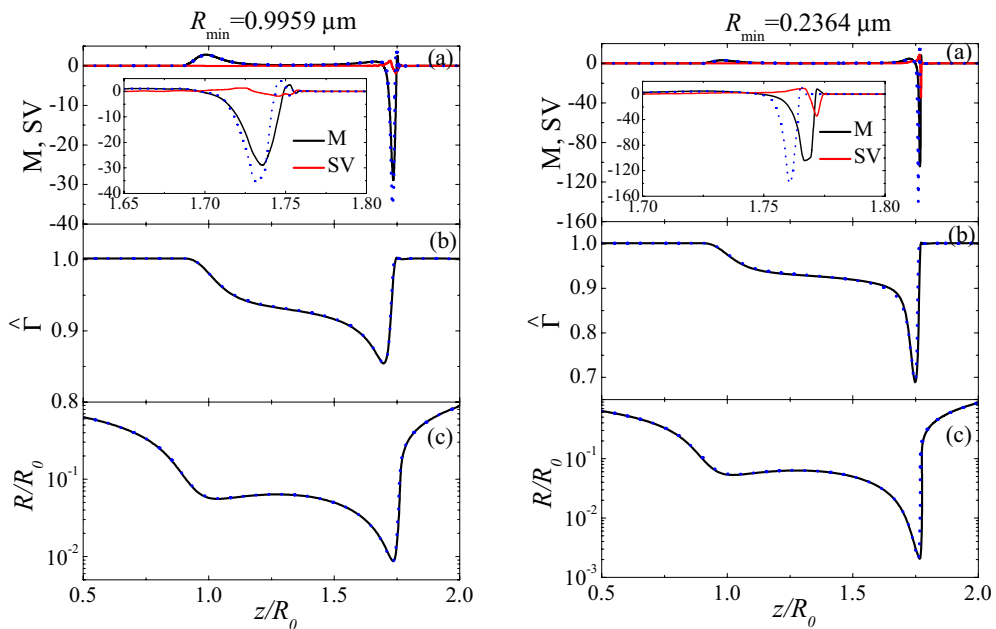 R_min=0.9959 μm
(a)
M, SV
0
-10
-20
-30
-40
10
0
-10
-20
-30
-40
1.65
1.70
1.75
1.80
M
SV
(b)
Γ̂
1.0
0.9
0.8
(c)
R/R_0
10^-1
10^-2
0.5
1.0
1.5
2.0
z/R_0
R_min=0.2364 μm
(a)
M, SV
0
-40
-80
-120
-160
0
-40
-80
-120
-160
1.70
1.75
1.80
M
SV
(b)
Γ̂
1.0
0.9
0.8
0.7
(c)
R/R_0
10^-1
10^-2
10^-3
0.5
1.0
1.5
2.0
z/R_0